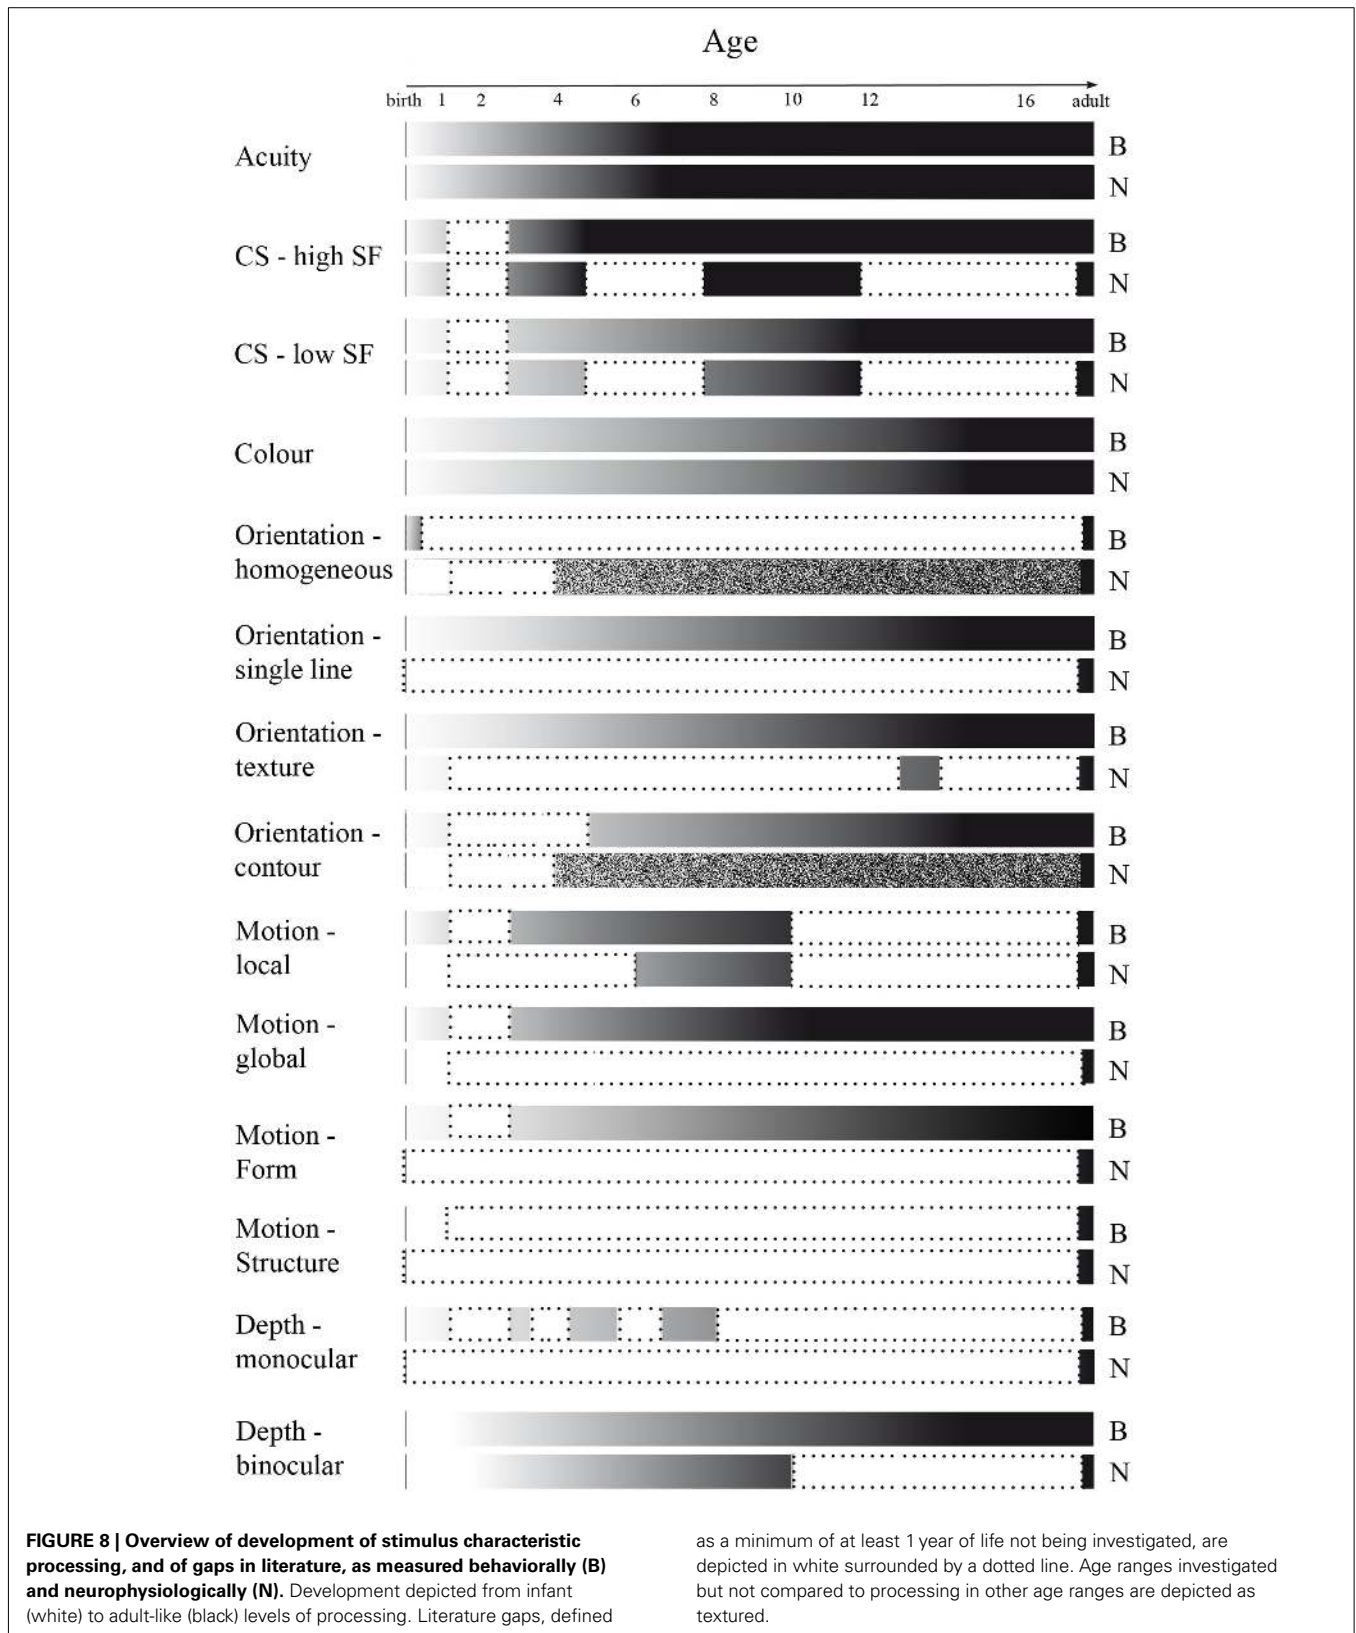 Age
birth 1 2 4 6 8 10 12 16 adult
Acuity
B
N
CS - high SF
B
N
CS - low SF
B
N
Colour
B
N
Orientation -
homogeneous
B
N
Orientation -
single line
B
N
Orientation -
texture
B
N
Orientation -
contour
B
N
Motion -
local
B
N
Motion -
global
B
N
Motion -
Form
B
N
Motion -
Structure
B
N
Depth -
monocular
B
N
Depth -
binocular
B
N
FIGURE 8 | Overview of development of stimulus characteristic
processing, and of gaps in literature, as measured behaviorally (B)
and neurophysiologically (N). Development depicted from infant
(white) to adult-like (black) levels of processing. Literature gaps, defined
as a minimum of at least 1 year of life not being investigated, are
depicted in white surrounded by a dotted line. Age ranges investigated
but not compared to processing in other age ranges are depicted as
textured.